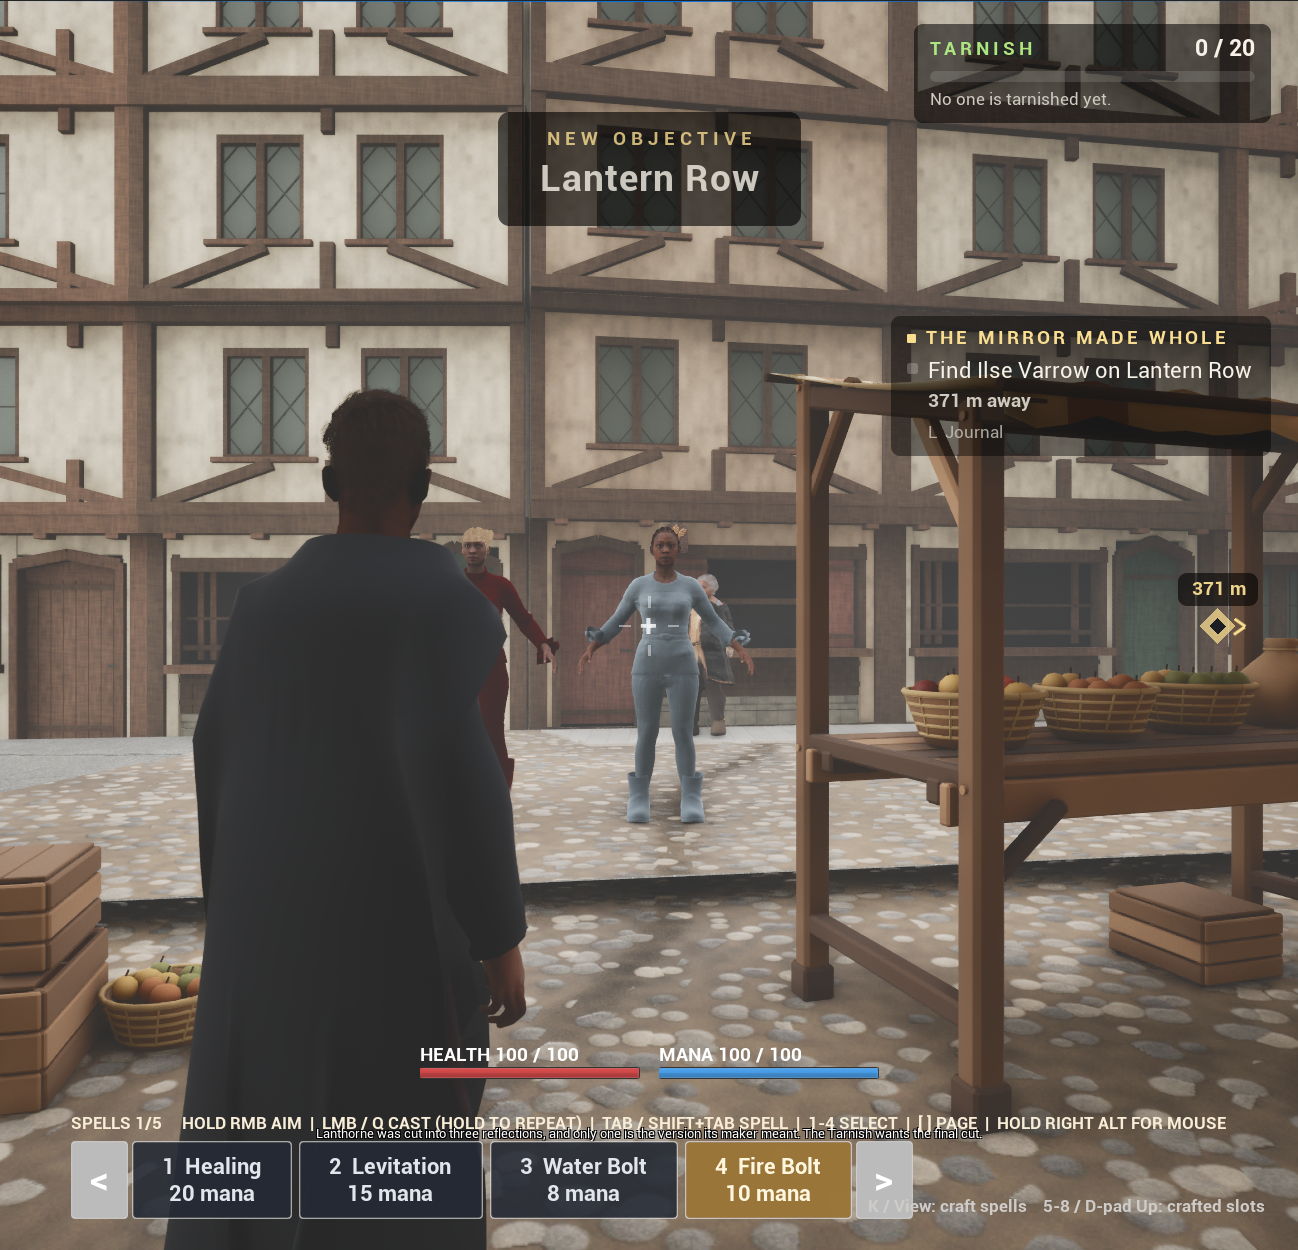 TARNISH 0 / 20
No one is tarnished yet.
NEW OBJECTIVE
Lantern Row
THE MIRROR MADE WHOLE
Find Ilse Varrow on Lantern Row
371 m away
L Journal
371 m
HEALTH 100 / 100 MANA 100 / 100
SPELLS 1/5 HOLD RMB AIM | LMB / Q CAST (HOLD TO REPEAT) | TAB / SHIFT+TAB SPELL | 1-4 SELECT | [ ] PAGE | HOLD RIGHT ALT FOR MOUSE
Lanthorne was cut into three reflections, and only one is the version its maker meant. The Tarnish wants the final cut.
< 1 Healing 2 Levitation 3 Water Bolt 4 Fire Bolt >
20 mana 15 mana 8 mana 10 mana
K / View: craft spells 5-8 / D-pad Up: crafted slots